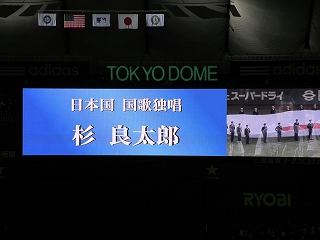 adidas
TOKYO DOME
adidas
日本国 国歌独唱
杉 良太郎
スーパードライ
RYOBI